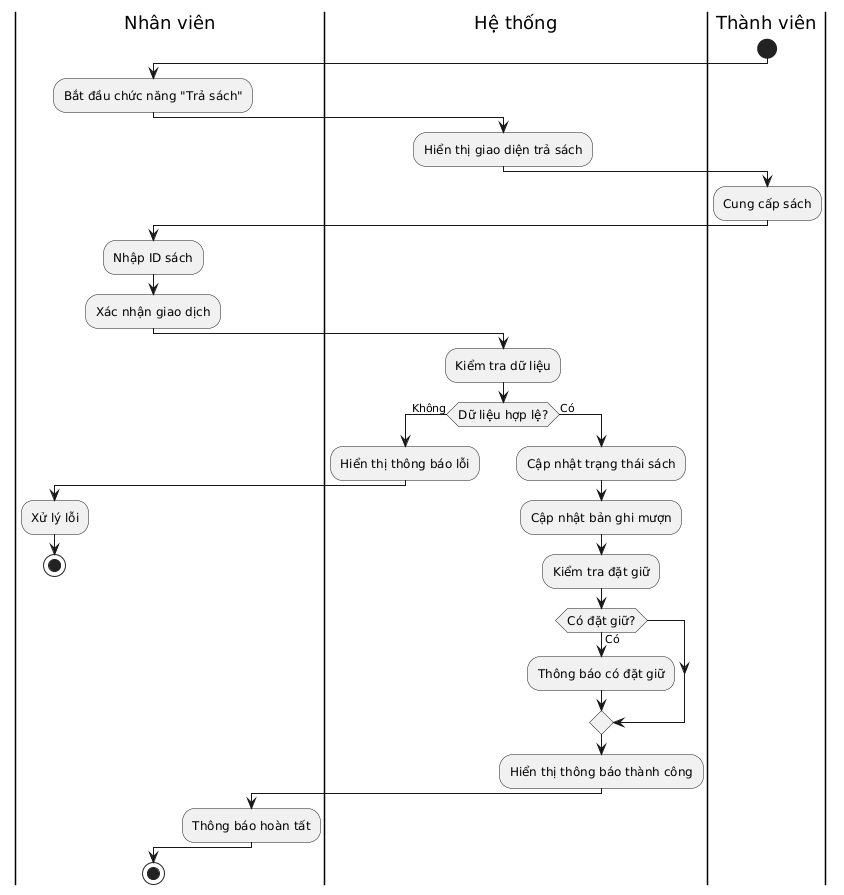 Nhân viên
Hệ thống
Thành viên
Bắt đầu chức năng "Trả sách"
Hiển thị giao diện trả sách
Cung cấp sách
Nhập ID sách
Xác nhận giao dịch
Kiểm tra dữ liệu
Không
Dữ liệu hợp lệ?
Có
Hiển thị thông báo lỗi
Cập nhật trạng thái sách
Xử lý lỗi
Cập nhật bản ghi mượn
Kiểm tra đặt giữ
Có đặt giữ?
Có
Thông báo có đặt giữ
Hiển thị thông báo thành công
Thông báo hoàn tất